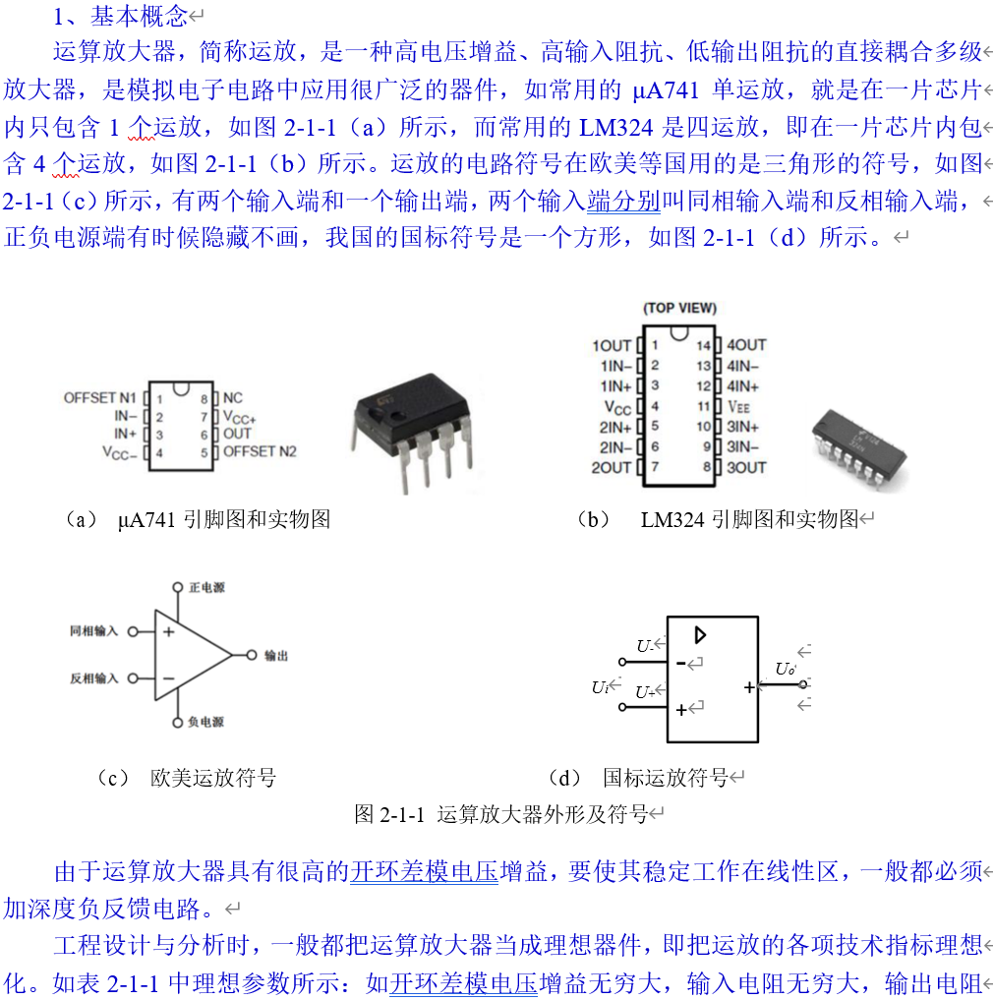 1、基本概念
运算放大器，简称运放，是一种高电压增益、高输入阻抗、低输出阻抗的直接耦合多级
放大器，是模拟电子电路中应用很广泛的器件，如常用的 μA741 单运放，就是在一片芯片
内只包含 1 个运放，如图 2-1-1（a）所示，而常用的 LM324 是四运放，即在一片芯片内包
含 4 个运放，如图 2-1-1（b）所示。运放的电路符号在欧美等国用的是三角形的符号，如图
2-1-1（c）所示，有两个输入端和一个输出端，两个输入端分别叫同相输入端和反相输入端，
正负电源端有时候隐藏不画，我国的国标符号是一个方形，如图 2-1-1（d）所示。
OFFSET N1 1 8 NC
IN− 2 7 VCC+
IN+ 3 6 OUT
VCC− 4 5 OFFSET N2
(TOP VIEW)
1OUT 1 14 4OUT
1IN− 2 13 4IN−
1IN+ 3 12 4IN+
VCC 4 11 VEE
2IN+ 5 10 3IN+
2IN− 6 9 3IN−
2OUT 7 8 3OUT
（a） μA741 引脚图和实物图
（b） LM324 引脚图和实物图
正电源
同相输入 +
输出
反相输入 −
负电源
U-
-
Ui
U+
+
+
Uo
（c） 欧美运放符号
（d） 国标运放符号
图 2-1-1 运算放大器外形及符号
由于运算放大器具有很高的开环差模电压增益，要使其稳定工作在线性区，一般都必须
加深度负反馈电路。
工程设计与分析时，一般都把运算放大器当成理想器件，即把运放的各项技术指标理想
化。如表 2-1-1 中理想参数所示：如开环差模电压增益无穷大，输入电阻无穷大，输出电阻